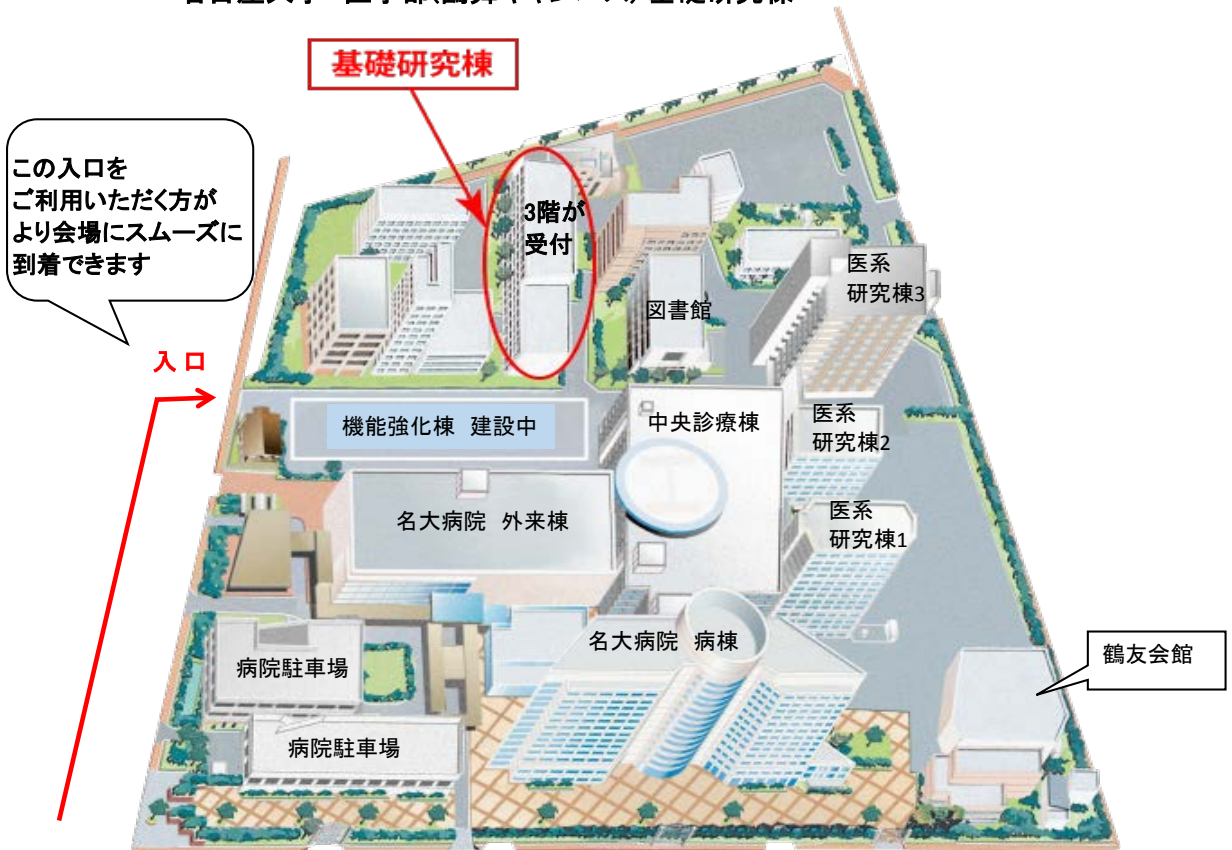 基礎研究棟
この入口を
ご利用いただく方が
より会場にスムーズに
到着できます
3階が
受付
医系
研究棟3
図書館
入口
機能強化棟 建設中
中央診療棟
医系
研究棟2
名大病院 外来棟
医系
研究棟1
名大病院 病棟
鶴友会館
病院駐車場
病院駐車場